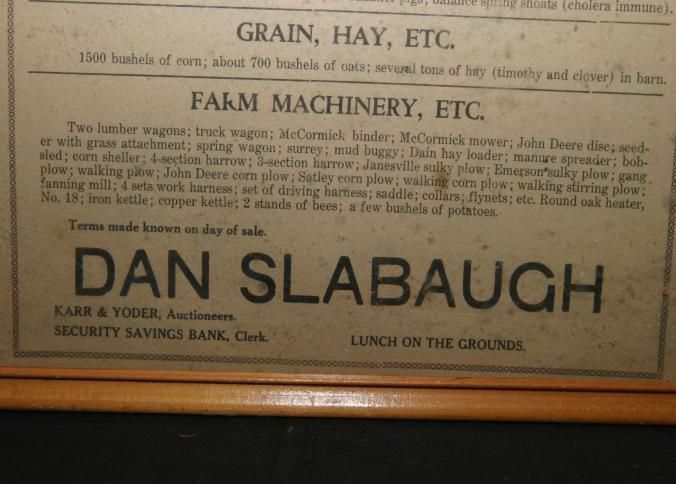 pigs, balance spring shoats (cholera immune).
GRAIN, HAY, ETC.
1500 bushels of corn; about 700 bushels of oats; several tons of hay (timothy and clover) in barn.
FARM MACHINERY, ETC.
Two lumber wagons; truck wagon; McCormick binder; McCormick mower; John Deere disc; seed-
er with grass attachment; spring wagon; surrey; mud buggy; Dain hay loader; manure spreader; bob-
sled; corn sheller; 4-section harrow; 3-section harrow; Janesville sulky plow; Emerson sulky plow; gang
plow; walking plow; John Deere corn plow; Satley corn plow; walking corn plow; walking stirring plow;
fanning mill; 4 sets work harness; set of driving harness; saddle; collars; flynets; etc. Round oak heater,
No. 18; iron kettle; copper kettle; 2 stands of bees; a few bushels of potatoes.
Terms made known on day of sale.
DAN SLABAUGH
KARR & YODER, Auctioneers.
SECURITY SAVINGS BANK, Clerk.
LUNCH ON THE GROUNDS.